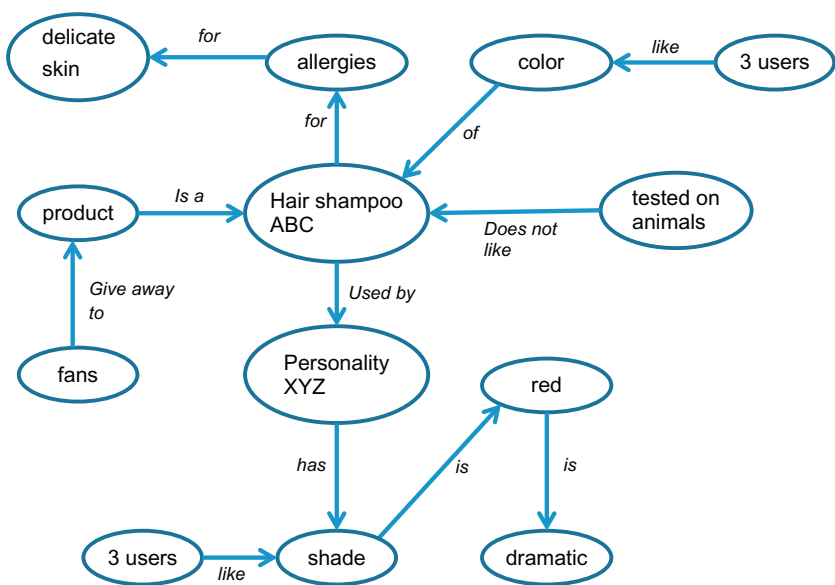 delicate
skin
for
allergies
color
like
3 users
for
of
product
Is a
Hair shampoo
ABC
Does not
like
tested on
animals
Give away
to
Used by
fans
Personality
XYZ
red
has
is
is
3 users
like
shade
dramatic